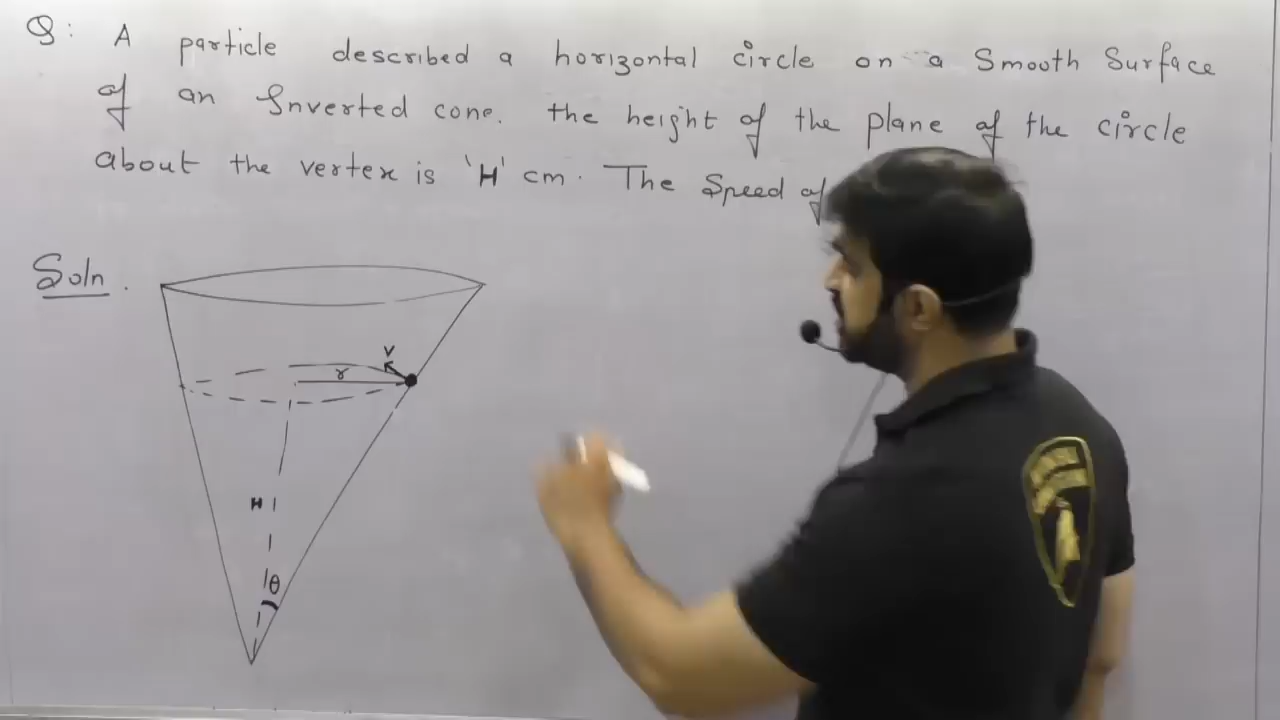 Q: A particle described a horizontal circle on a Smooth Surface
of an Inverted cone. the height of the plane of the circle
about the vertex is 'H' cm. The Speed of
Soln.
v
r
H
θ